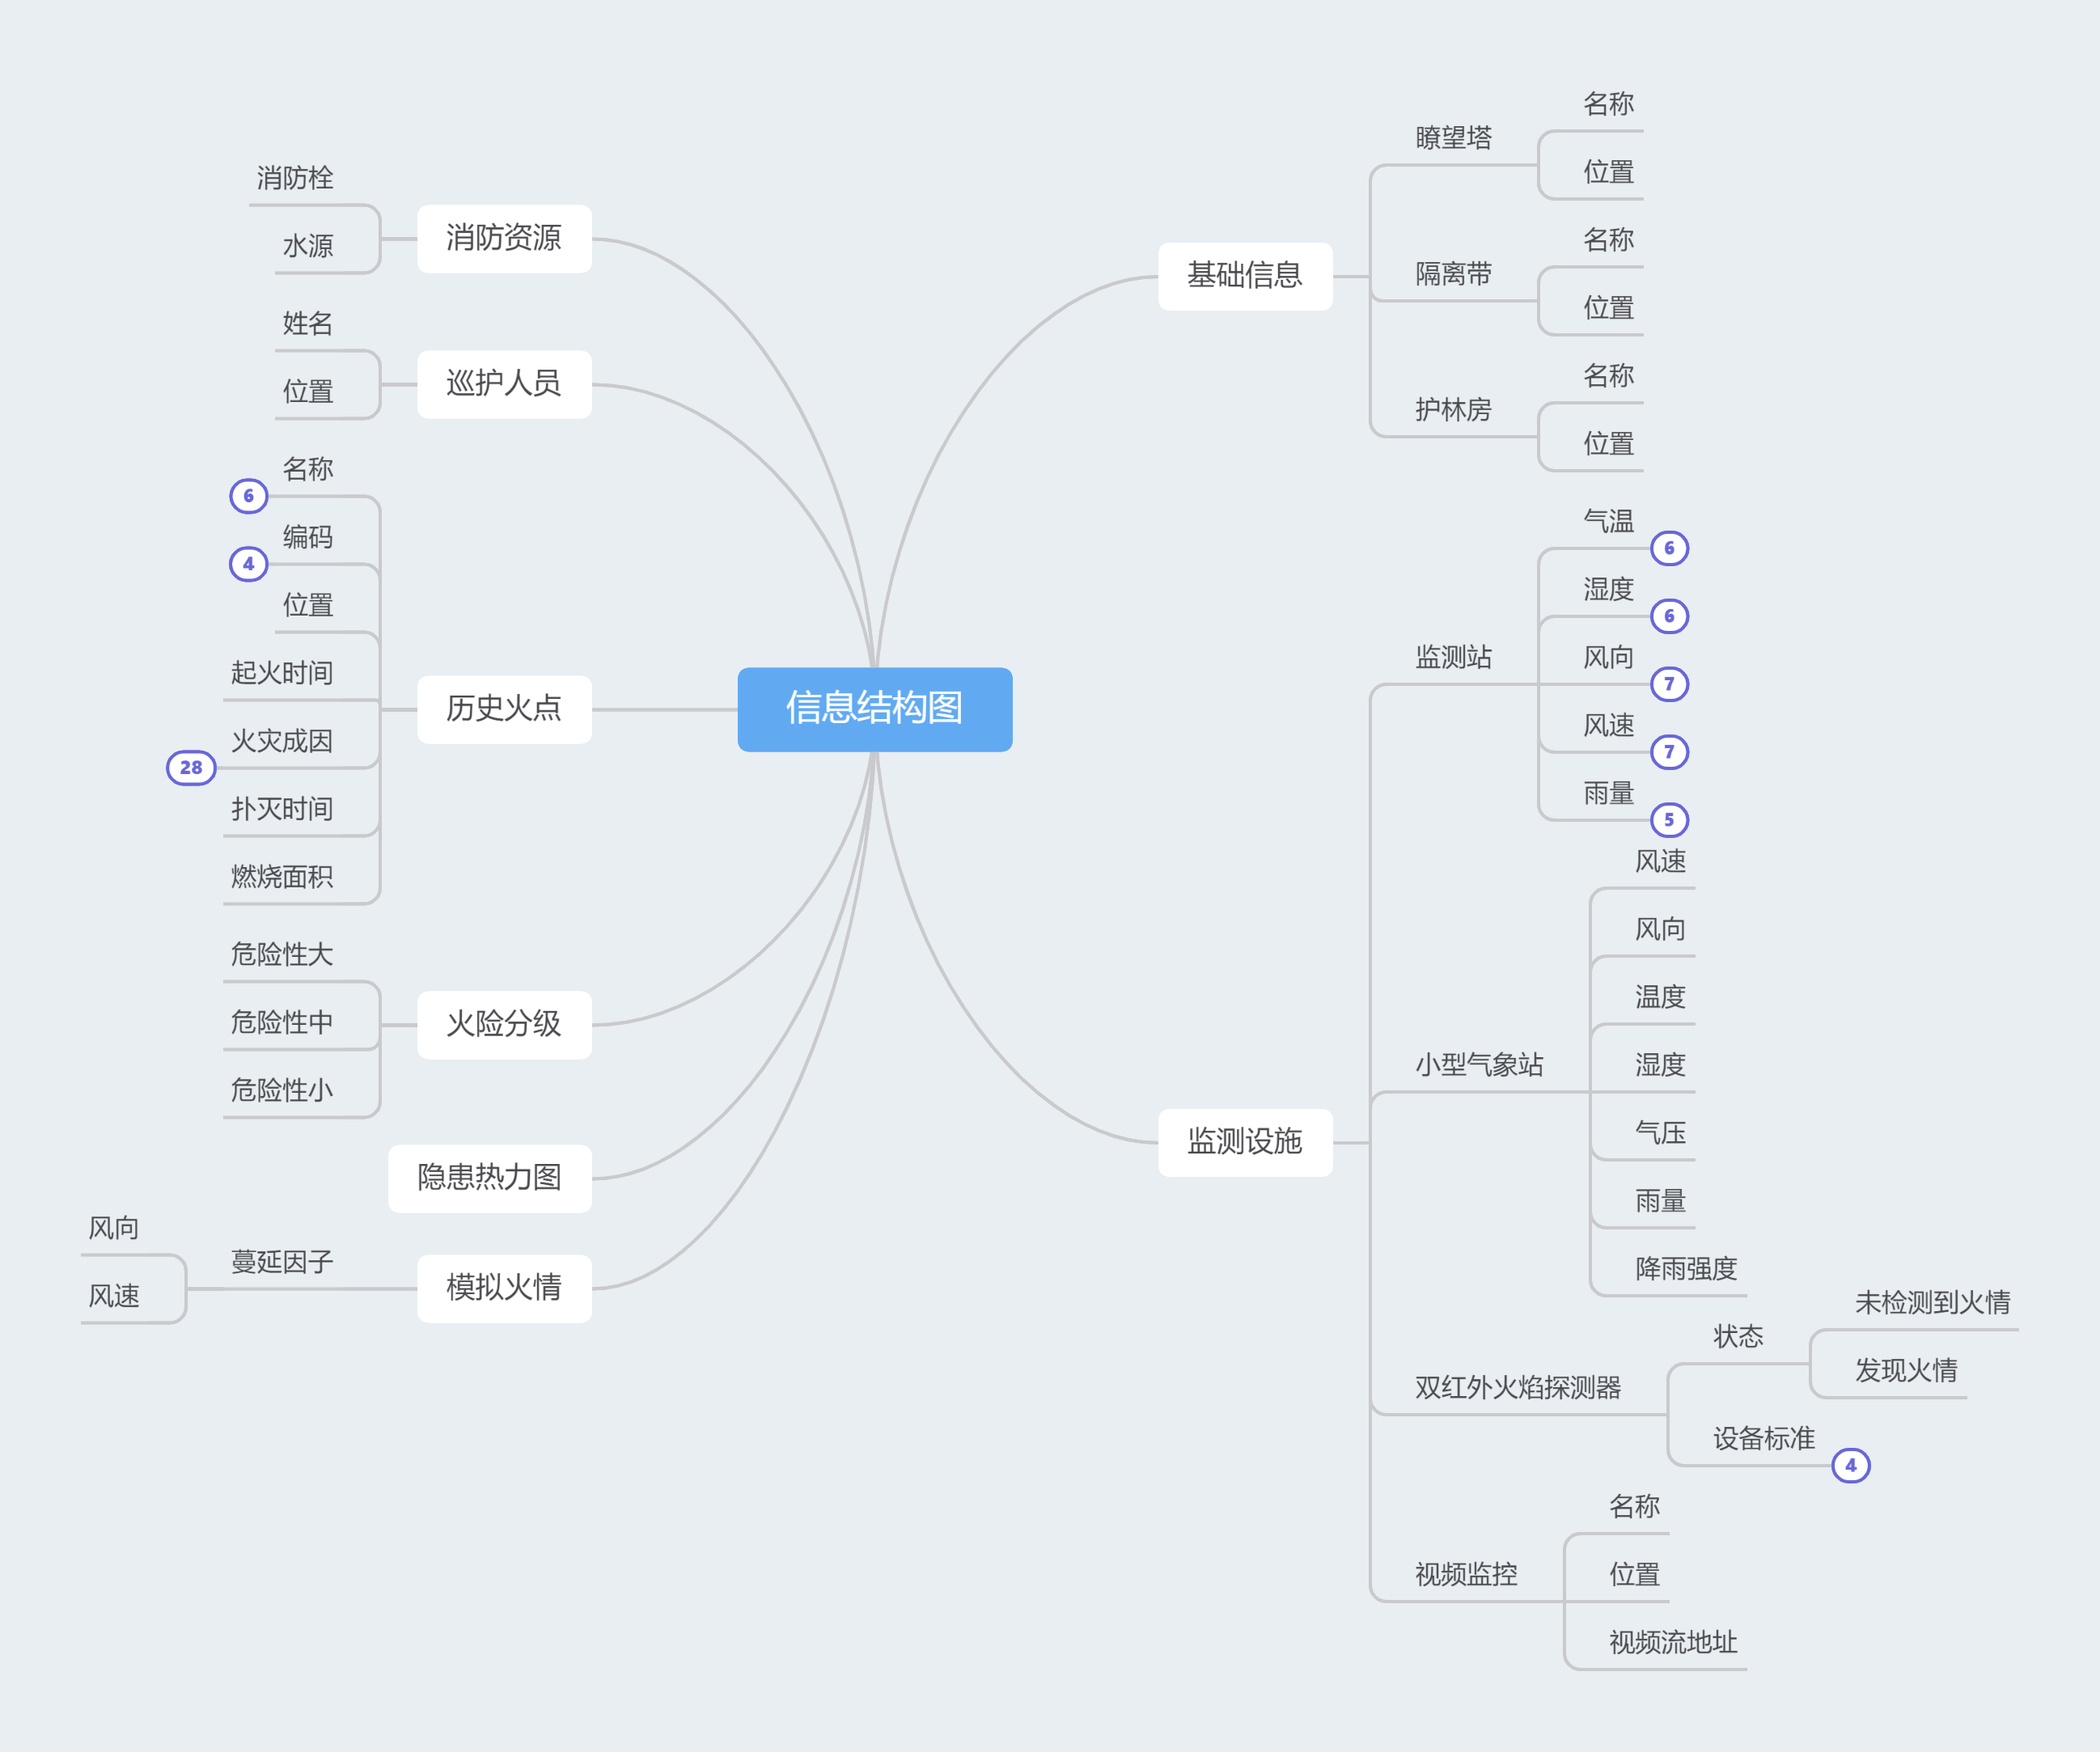 信息结构图
消防资源
消防栓
水源
巡护人员
姓名
位置
历史火点
名称
6
编码
4
位置
起火时间
火灾成因
28
扑灭时间
燃烧面积
火险分级
危险性大
危险性中
危险性小
隐患热力图
模拟火情
蔓延因子
风向
风速
基础信息
瞭望塔
名称
位置
隔离带
名称
位置
护林房
名称
位置
监测设施
监测站
气温
6
湿度
6
风向
7
风速
7
雨量
5
小型气象站
风速
风向
温度
湿度
气压
雨量
降雨强度
双红外火焰探测器
状态
未检测到火情
发现火情
设备标准
4
视频监控
名称
位置
视频流地址